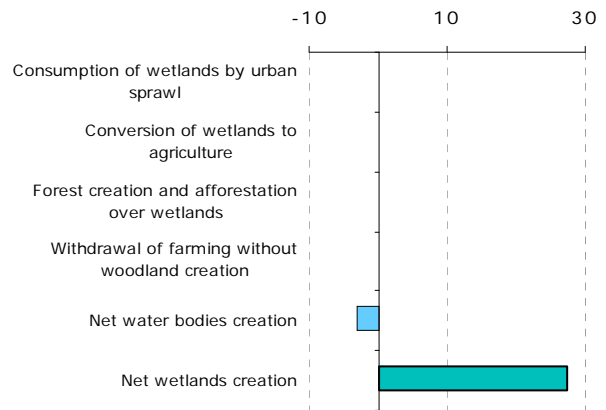 -10 10 30
Consumption of wetlands by urban
sprawl
Conversion of wetlands to
agriculture
Forest creation and afforestation
over wetlands
Withdrawal of farming without
woodland creation
Net water bodies creation
Net wetlands creation